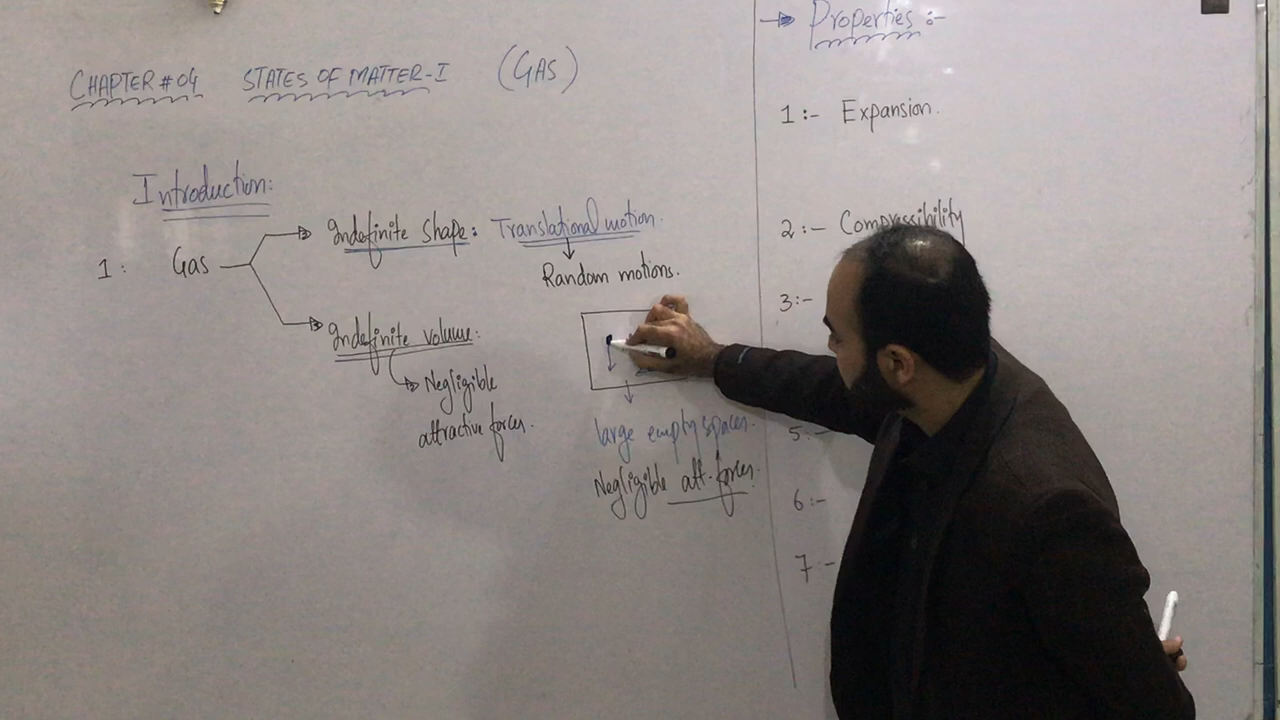 CHAPTER # 04 STATES OF MATTER-I (GAS)
Introduction:
1: Gas
Indefinite Shape: Translational motion.
Random motions.
Indefinite volume:
Negligible
attractive forces.
large empty spaces.
Negligible att. forces.
Properties :-
1:- Expansion.
2:- Compressibility
3:-
5:-
6:-
7:-